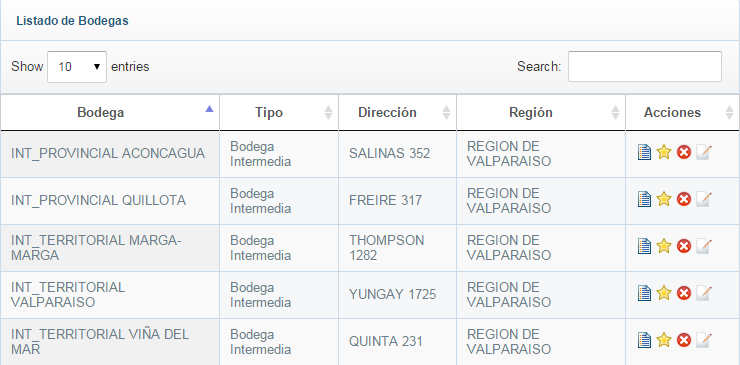 Listado de Bodegas
Show 10 entries Search:
Bodega Tipo Dirección Región Acciones
INT_PROVINCIAL ACONCAGUA Bodega Intermedia SALINAS 352 REGION DE VALPARAISO
INT_PROVINCIAL QUILLOTA Bodega Intermedia FREIRE 317 REGION DE VALPARAISO
INT_TERRITORIAL MARGA-MARGA Bodega Intermedia THOMPSON 1282 REGION DE VALPARAISO
INT_TERRITORIAL VALPARAISO Bodega Intermedia YUNGAY 1725 REGION DE VALPARAISO
INT_TERRITORIAL VIÑA DEL MAR Bodega Intermedia QUINTA 231 REGION DE VALPARAISO